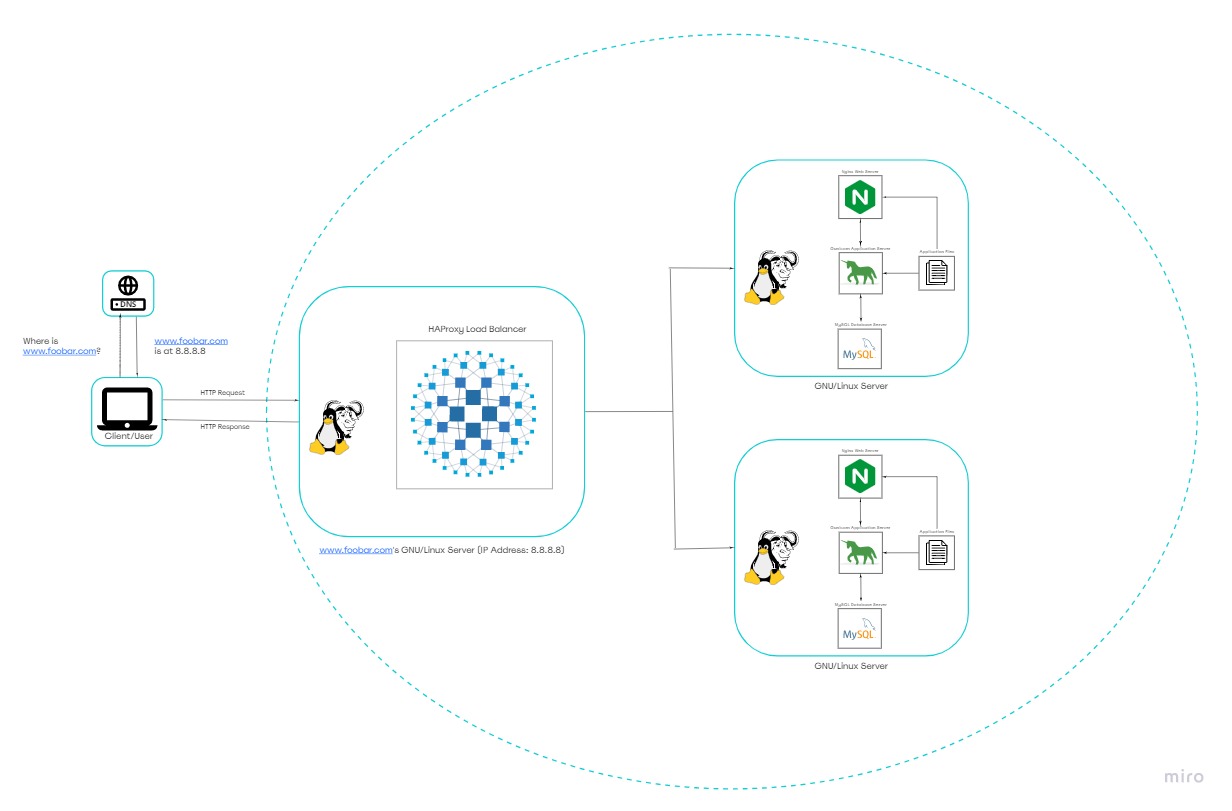 Nginx Web Server
N
Application Server
Application Files
MySQL Database Server
MySQL
GNU/Linux Server
DNS
Where is
www.foobar.com?
www.foobar.com
is at 8.8.8.8
Client/User
HTTP Request
HTTP Response
HAProxy Load Balancer
www.foobar.com's GNU/Linux Server (IP Address: 8.8.8.8)
Nginx Web Server
N
Application Server
Application Files
MySQL Database Server
MySQL
GNU/Linux Server
miro